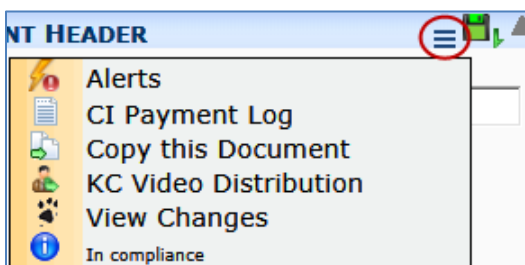 NT HEADER
Alerts
CI Payment Log
Copy this Document
KC Video Distribution
View Changes
In compliance